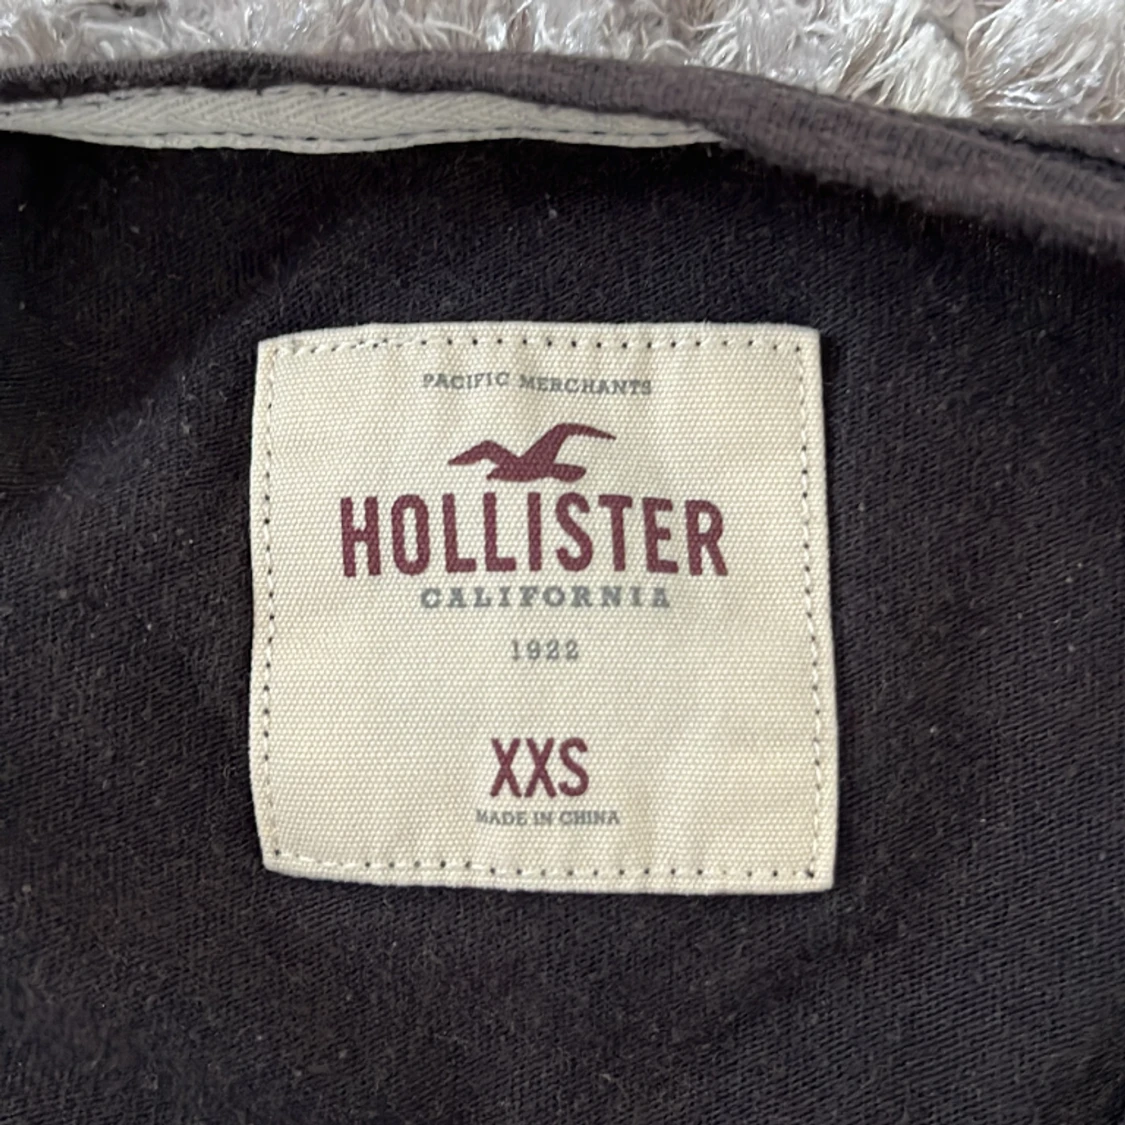 PACIFIC MERCHANTS
HOLLISTER
CALIFORNIA
1922
XXS
MADE IN CHINA